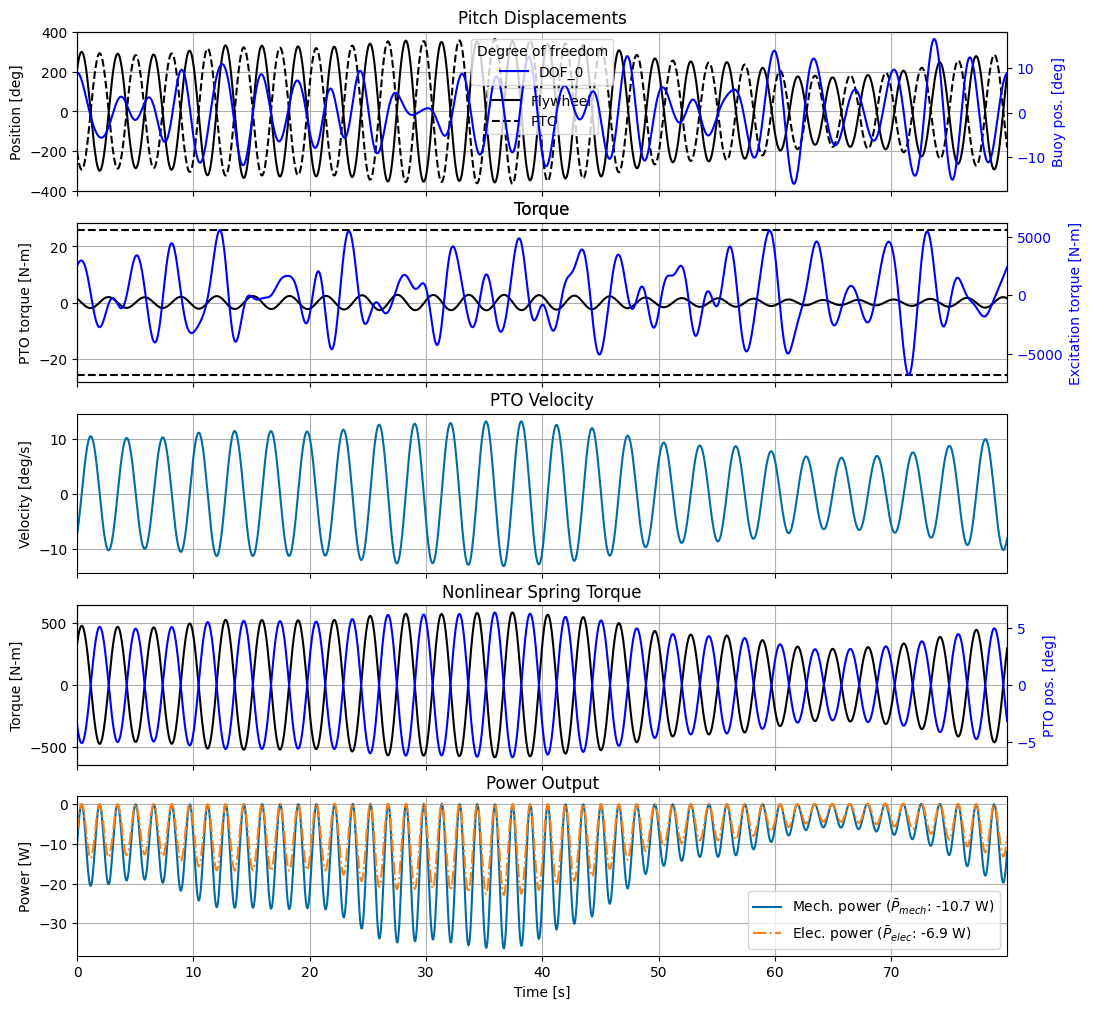 Pitch Displacements
Position [deg]
400
200
0
−200
−400
Degree of freedom
DOF_0
Flywheel
PTO
10
0
−10
Buoy pos. [deg]
Torque
PTO torque [N-m]
20
0
−20
5000
0
−5000
Excitation torque [N-m]
PTO Velocity
Velocity [deg/s]
10
0
−10
Nonlinear Spring Torque
Torque [N-m]
500
0
−500
5
0
−5
PTO pos. [deg]
Power Output
Power [W]
0
−10
−20
−30
Mech. power (P̄mech: -10.7 W)
Elec. power (P̄elec: -6.9 W)
0 10 20 30 40 50 60 70
Time [s]